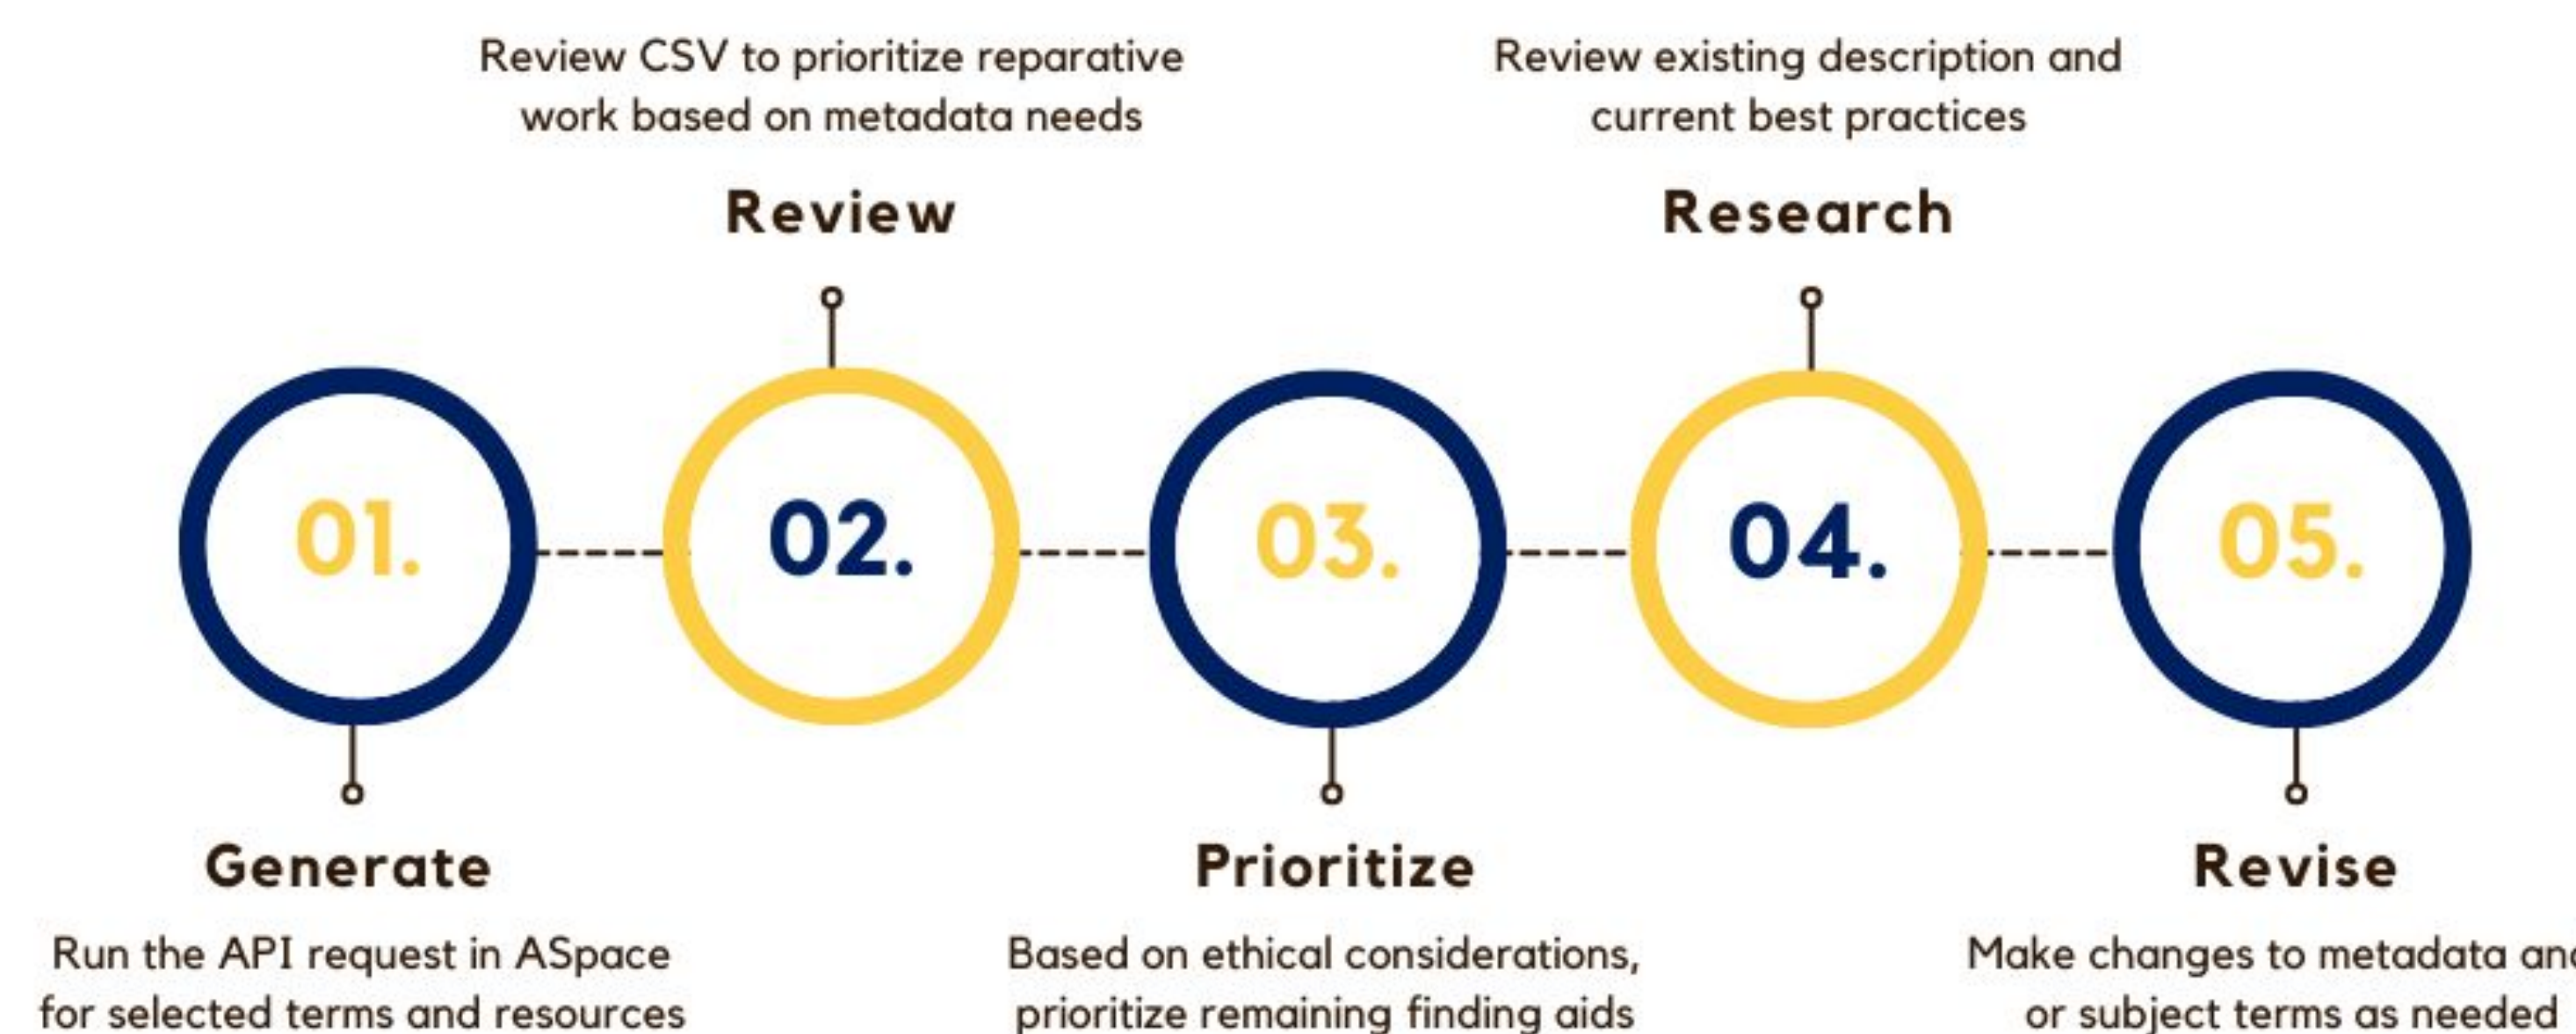 Review CSV to prioritize reparative
work based on metadata needs
Review
Review existing description and
current best practices
Research
01.
02.
03.
04.
05.
Generate
Run the API request in ASpace
for selected terms and resources
Prioritize
Based on ethical considerations,
prioritize remaining finding aids
Revise
Make changes to metadata
or subject terms as needed